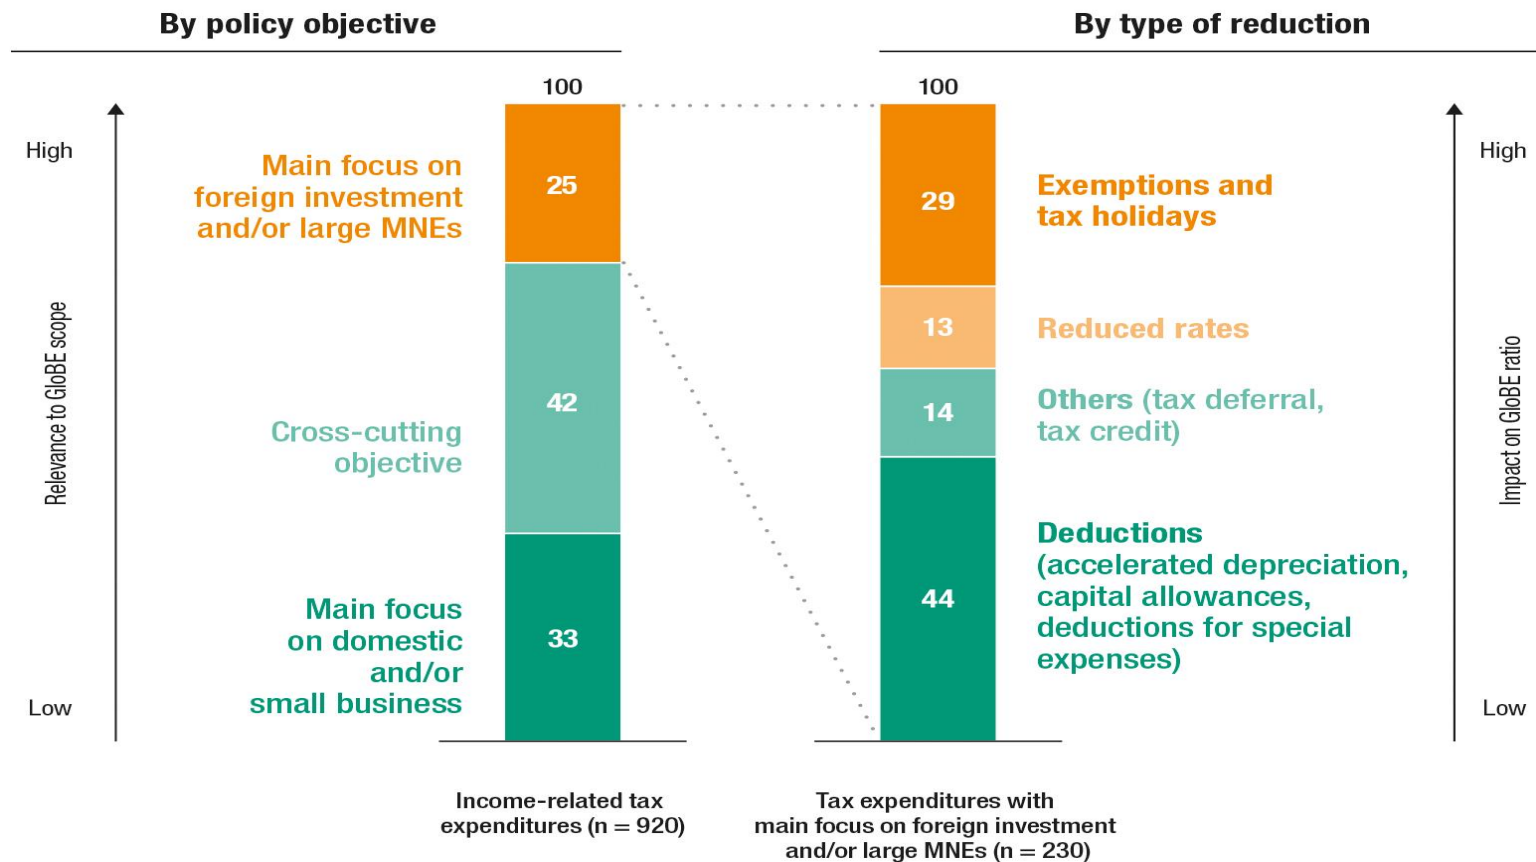 By policy objective
By type of reduction
100
100
High
High
Main focus on
foreign investment
and/or large MNEs
25
29
Exemptions and
tax holidays
13
Reduced rates
Relevance to GloBE scope
Impact on GloBE ratio
42
Cross-cutting
objective
14
Others (tax deferral,
tax credit)
Main focus
on domestic
and/or
small business
33
44
Deductions
(accelerated depreciation,
capital allowances,
deductions for special
expenses)
Low
Low
Income-related tax
expenditures (n = 920)
Tax expenditures with
main focus on foreign investment
and/or large MNEs (n = 230)